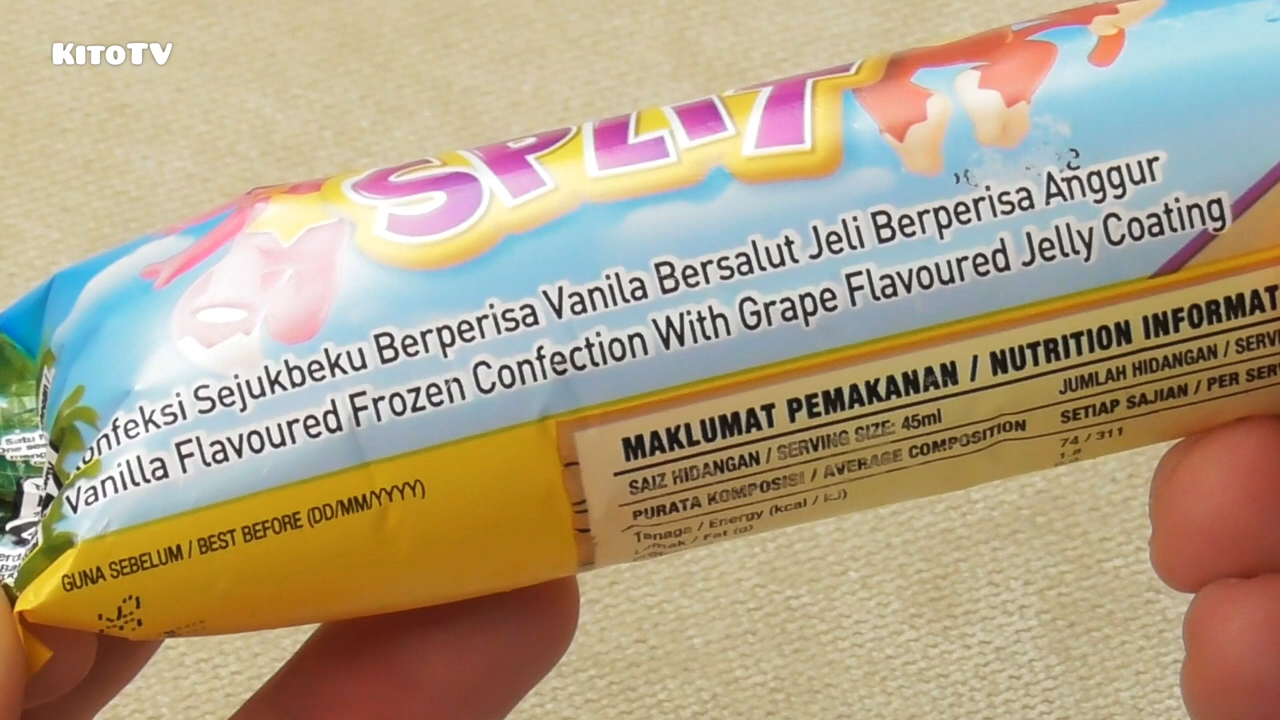 KITOTV
SPLIT
Konfeksi Sejukbeku Berperisa Vanila Bersalut Jeli Berperisa Anggur
Vanilla Flavoured Frozen Confection With Grape Flavoured Jelly Coating
GUNA SEBELUM / BEST BEFORE (DD/MM/YYYY)
MAKLUMAT PEMAKANAN / NUTRITION INFORMAT
SAIZ HIDANGAN / SERVING SIZE: 45ml
JUMLAH HIDANGAN / SERV
PURATA KOMPOSISI / AVERAGE COMPOSITION
SETIAP SAJIAN / PER SER
Tenaga / Energy (kcal / kJ)
74 / 311
Lemak / Fat (g)